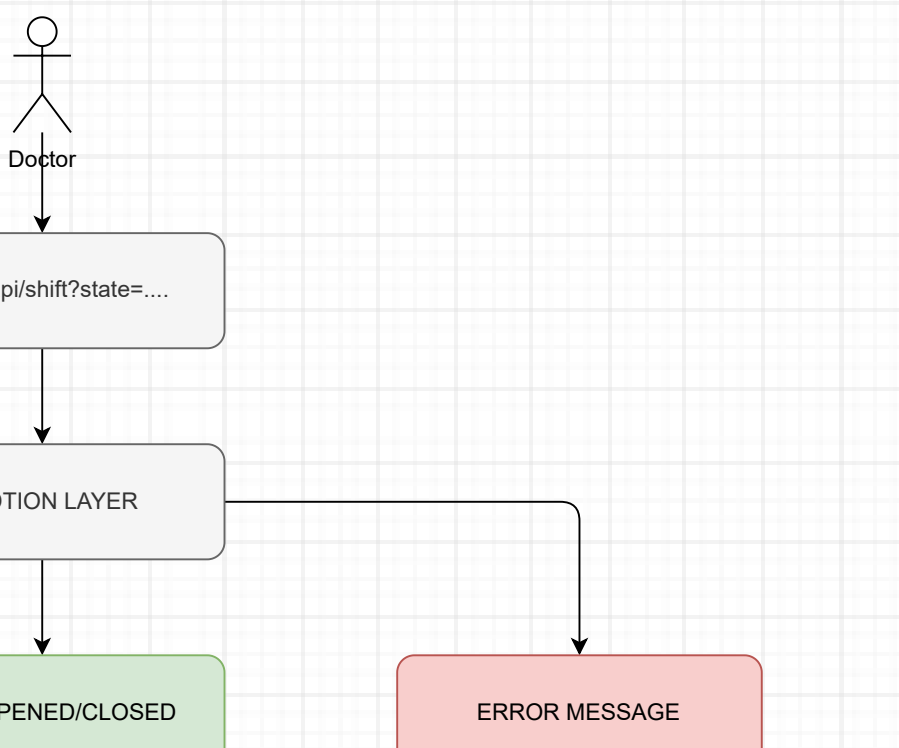 Doctor
pi/shift?state=....
OTION LAYER
PENED/CLOSED
ERROR MESSAGE